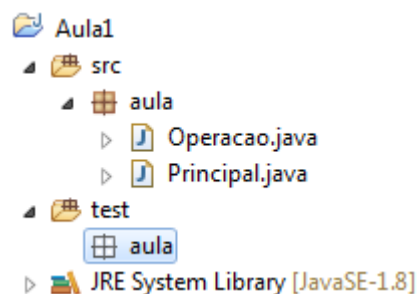 Aula1
src
aula
Operacao.java
Principal.java
test
aula
JRE System Library [JavaSE-1.8]